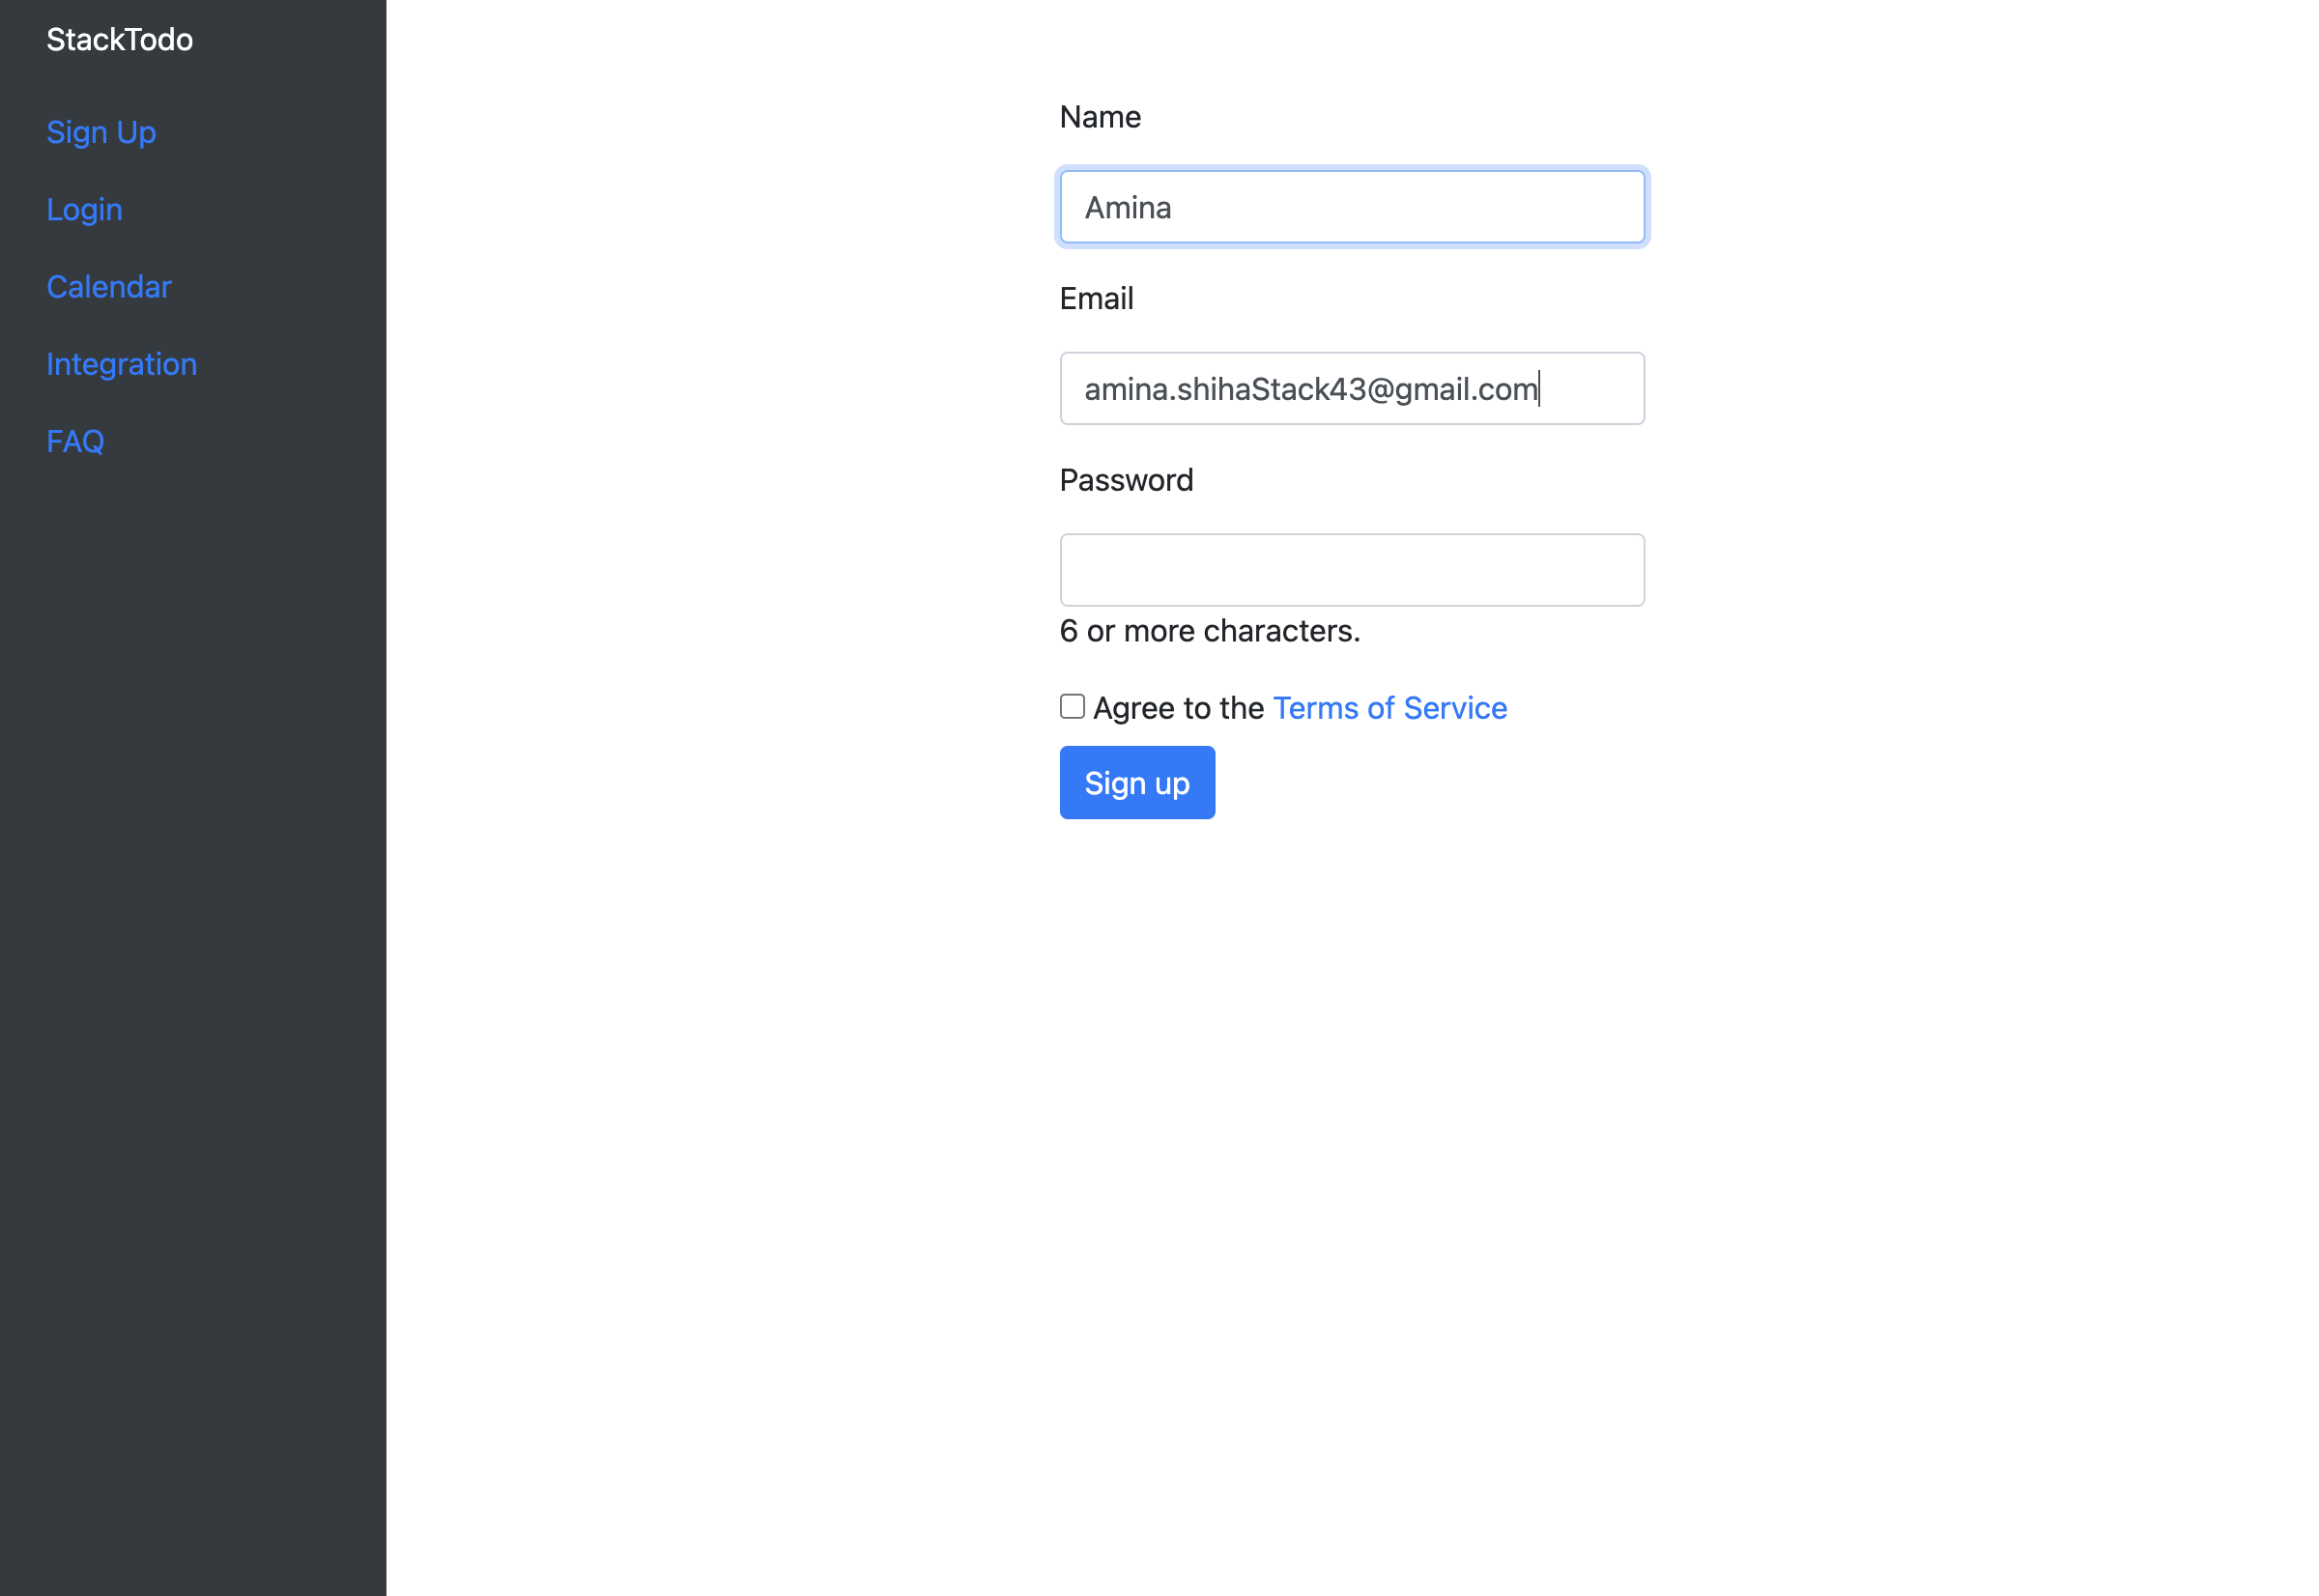 StackTodo
Sign Up
Login
Calendar
Integration
FAQ
Name
Amina
Email
amina.shihaStack43@gmail.com
Password
6 or more characters.
Agree to the Terms of Service
Sign up